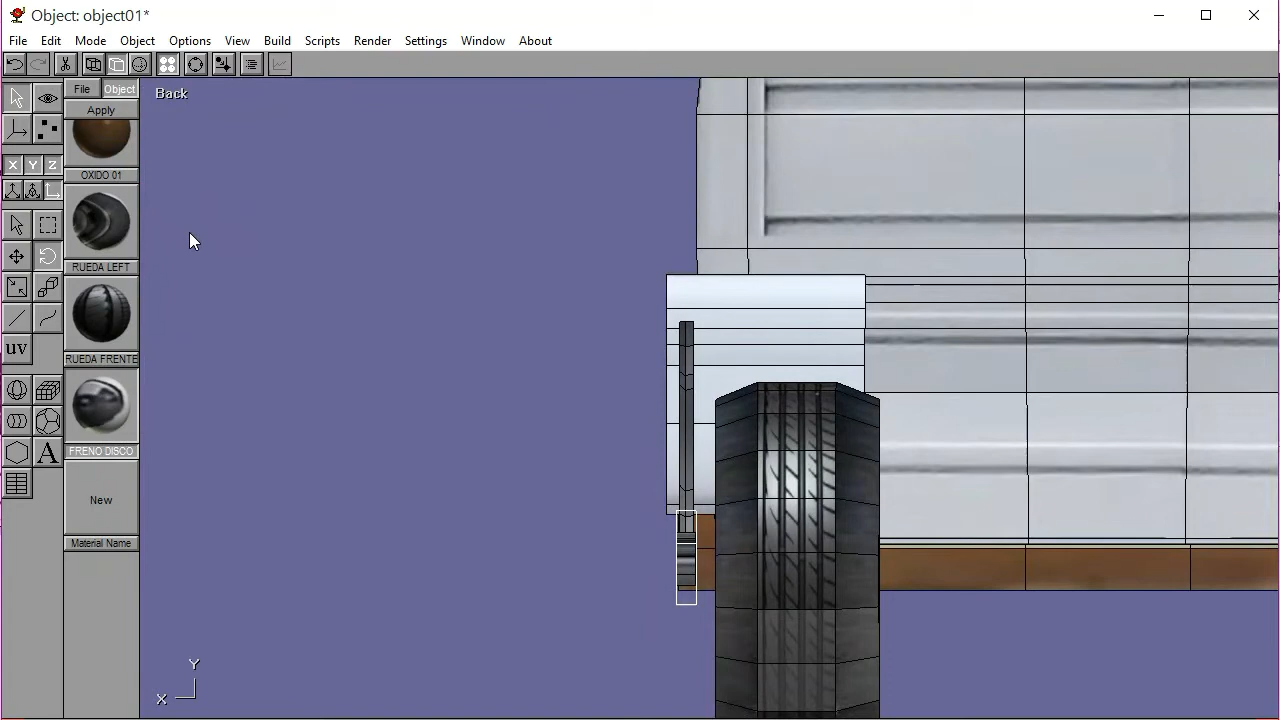 Object: object01*
File Edit Mode Object Options View Build Scripts Render Settings Window About
File Object
Apply
Back
OXIDO 01
X Y Z
RUEDA LEFT
uv
RUEDA FRENTE
A
FRENO DISCO
New
Material Name
Y
X